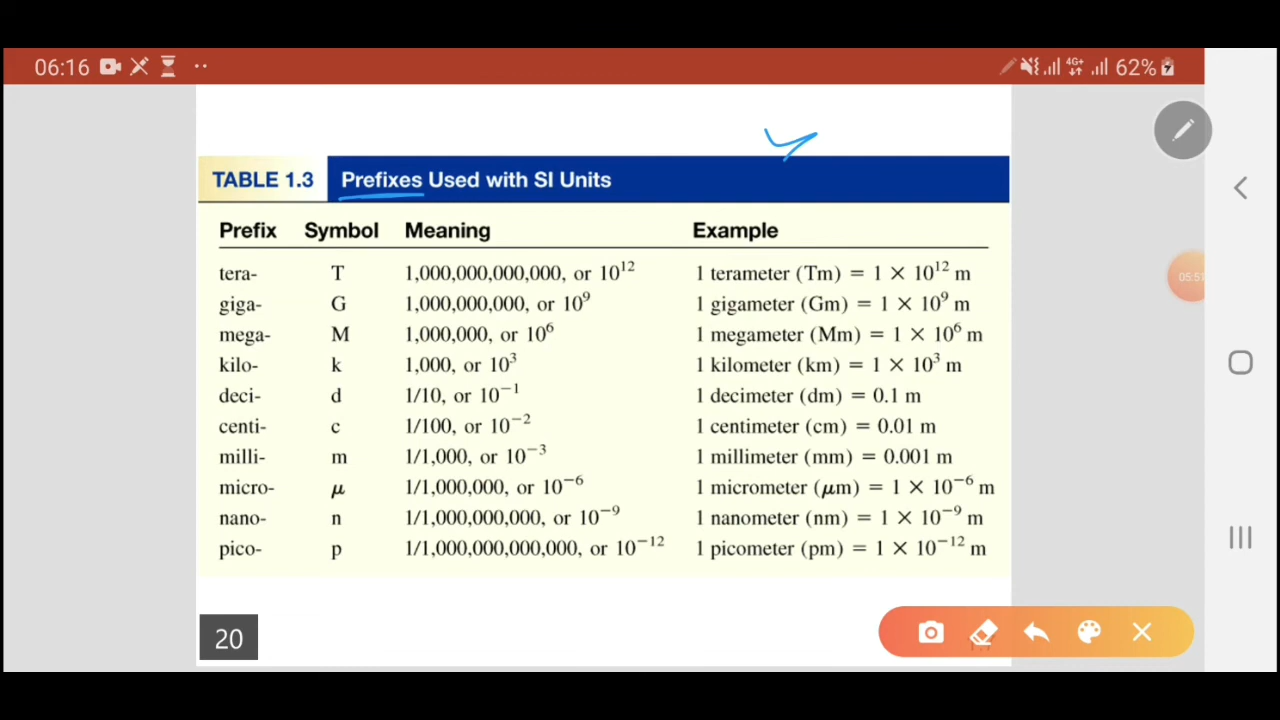 06:16 4G+ 62%
TABLE 1.3 Prefixes Used with SI Units
Prefix Symbol Meaning Example
tera- T 1,000,000,000,000, or 10¹² 1 terameter (Tm) = 1 × 10¹² m
giga- G 1,000,000,000, or 10⁹ 1 gigameter (Gm) = 1 × 10⁹ m
mega- M 1,000,000, or 10⁶ 1 megameter (Mm) = 1 × 10⁶ m
kilo- k 1,000, or 10³ 1 kilometer (km) = 1 × 10³ m
deci- d 1/10, or 10⁻¹ 1 decimeter (dm) = 0.1 m
centi- c 1/100, or 10⁻² 1 centimeter (cm) = 0.01 m
milli- m 1/1,000, or 10⁻³ 1 millimeter (mm) = 0.001 m
micro- μ 1/1,000,000, or 10⁻⁶ 1 micrometer (μm) = 1 × 10⁻⁶ m
nano- n 1/1,000,000,000, or 10⁻⁹ 1 nanometer (nm) = 1 × 10⁻⁹ m
pico- p 1/1,000,000,000,000, or 10⁻¹² 1 picometer (pm) = 1 × 10⁻¹² m
20